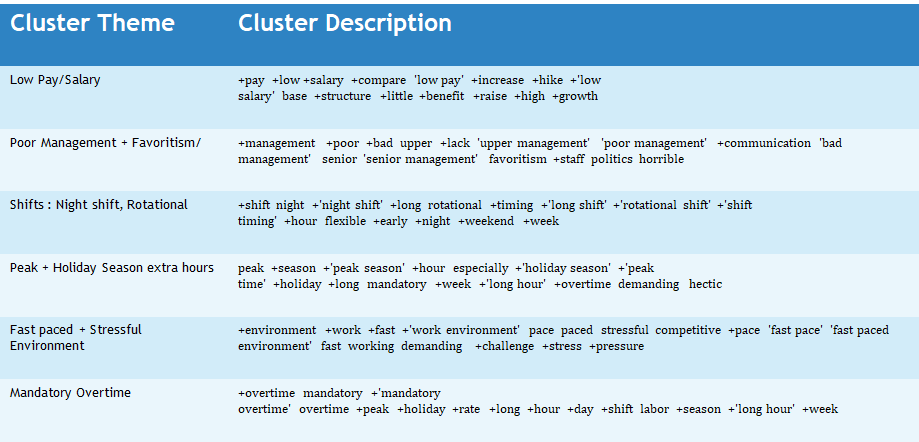 Cluster Theme Cluster Description
Low Pay/Salary +pay +low +salary +compare 'low pay' +increase +hike +'low
salary' base +structure +little +benefit +raise +high +growth
Poor Management + Favoritism/ +management +poor +bad upper +lack 'upper management' 'poor management' +communication 'bad
management' senior 'senior management' favoritism +staff politics horrible
Shifts : Night shift, Rotational +shift night +'night shift' +long rotational +timing +'long shift' +'rotational shift' +'shift
timing' +hour flexible +early +night +weekend +week
Peak + Holiday Season extra hours peak +season +'peak season' +hour especially +'holiday season' +'peak
time' +holiday +long mandatory +week +'long hour' +overtime demanding hectic
Fast paced + Stressful +environment +work +fast +'work environment' pace paced stressful competitive +pace 'fast pace' 'fast paced
Environment environment' fast working demanding +challenge +stress +pressure
Mandatory Overtime +overtime mandatory +'mandatory
overtime' overtime +peak +holiday +rate +long +hour +day +shift labor +season +'long hour' +week